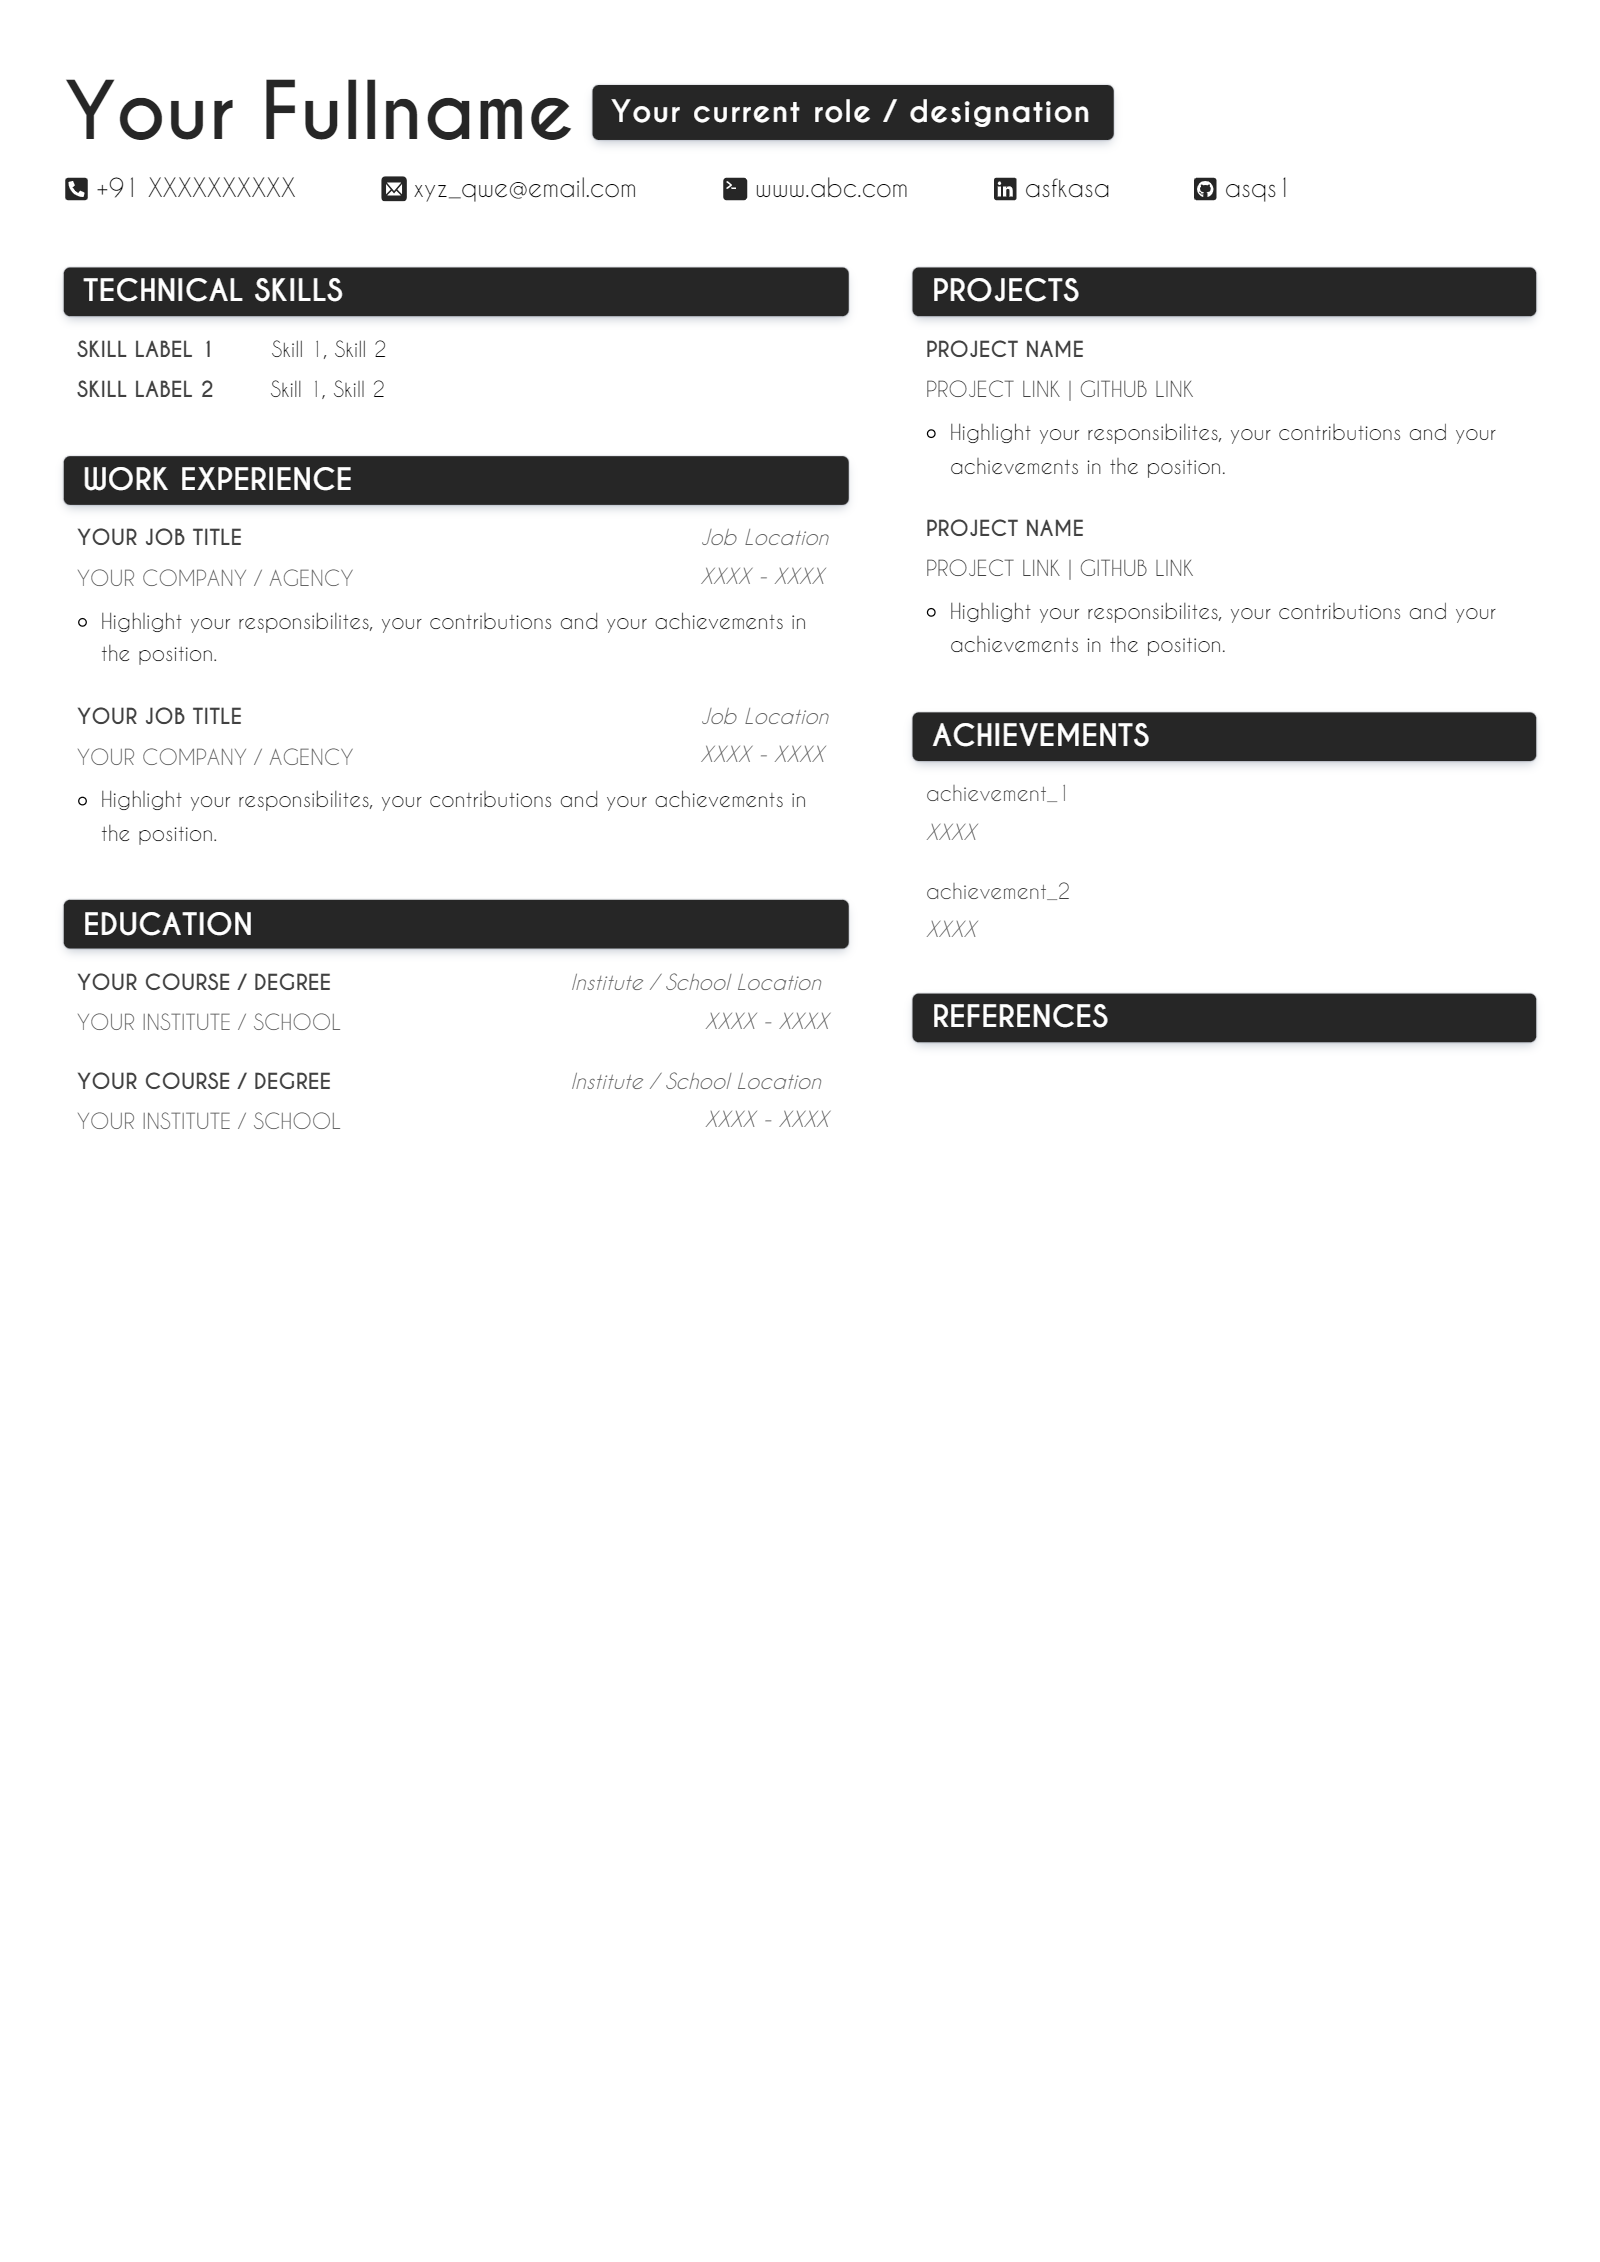 Your Fullname Your current role / designation
+91 XXXXXXXXXX xyz_qwe@email.com www.abc.com asfkasa asqs1
TECHNICAL SKILLS
SKILL LABEL 1 Skill 1, Skill 2
SKILL LABEL 2 Skill 1, Skill 2
WORK EXPERIENCE
YOUR JOB TITLE Job Location
YOUR COMPANY / AGENCY XXXX - XXXX
Highlight your responsibilites, your contributions and your achievements in
the position.
YOUR JOB TITLE Job Location
YOUR COMPANY / AGENCY XXXX - XXXX
Highlight your responsibilites, your contributions and your achievements in
the position.
EDUCATION
YOUR COURSE / DEGREE Institute / School Location
YOUR INSTITUTE / SCHOOL XXXX - XXXX
YOUR COURSE / DEGREE Institute / School Location
YOUR INSTITUTE / SCHOOL XXXX - XXXX
PROJECTS
PROJECT NAME
PROJECT LINK | GITHUB LINK
Highlight your responsibilites, your contributions and your
achievements in the position.
PROJECT NAME
PROJECT LINK | GITHUB LINK
Highlight your responsibilites, your contributions and your
achievements in the position.
ACHIEVEMENTS
achievement_1
XXXX
achievement_2
XXXX
REFERENCES